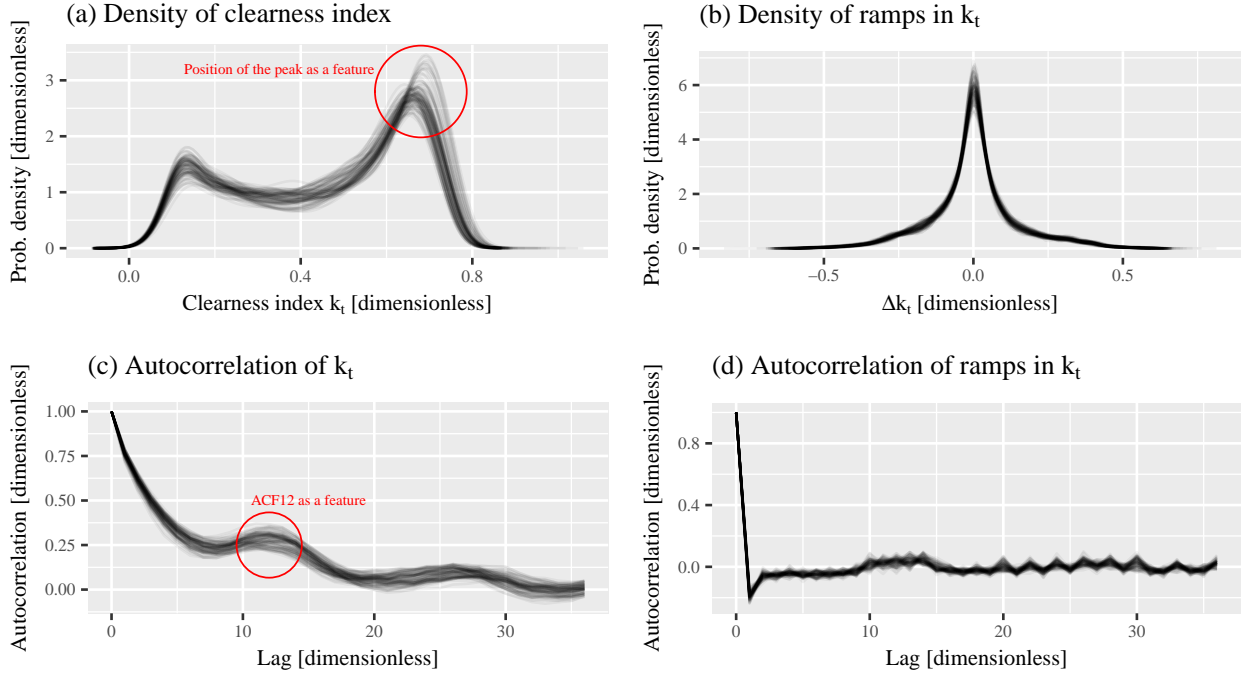 (a) Density of clearness index
Prob. density [dimensionless]
3
2
1
0
Position of the peak as a feature
0.0 0.4 0.8
Clearness index kt [dimensionless]
(b) Density of ramps in kt
Prob. density [dimensionless]
6
4
2
0
−0.5 0.0 0.5
Δkt [dimensionless]
(c) Autocorrelation of kt
Autocorrelation [dimensionless]
1.00
0.75
0.50
0.25
0.00
ACF12 as a feature
0 10 20 30
Lag [dimensionless]
(d) Autocorrelation of ramps in kt
Autocorrelation [dimensionless]
0.8
0.4
0.0
0 10 20 30
Lag [dimensionless]